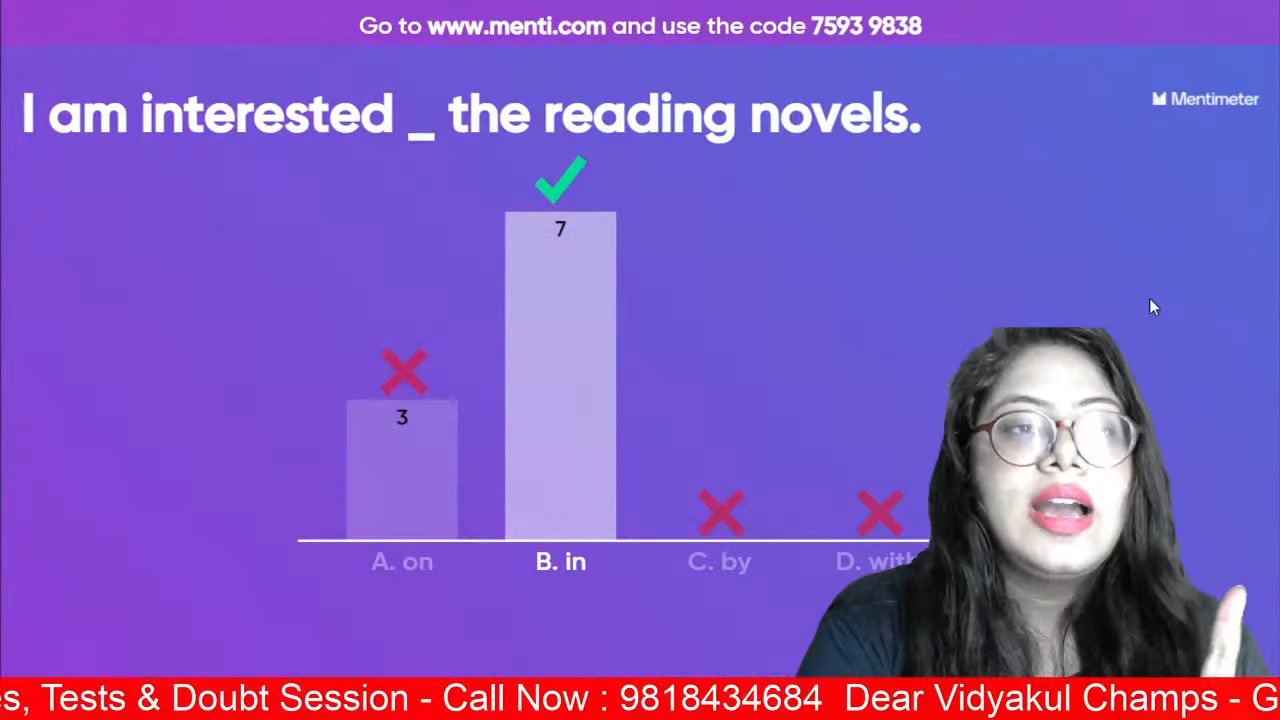 Go to www.menti.com and use the code 7593 9838
I am interested _ the reading novels.
Mentimeter
7
3
A. on
B. in
C. by
D. with
Tests & Doubt Session - Call Now : 9818434684 Dear Vidyakul Champs -